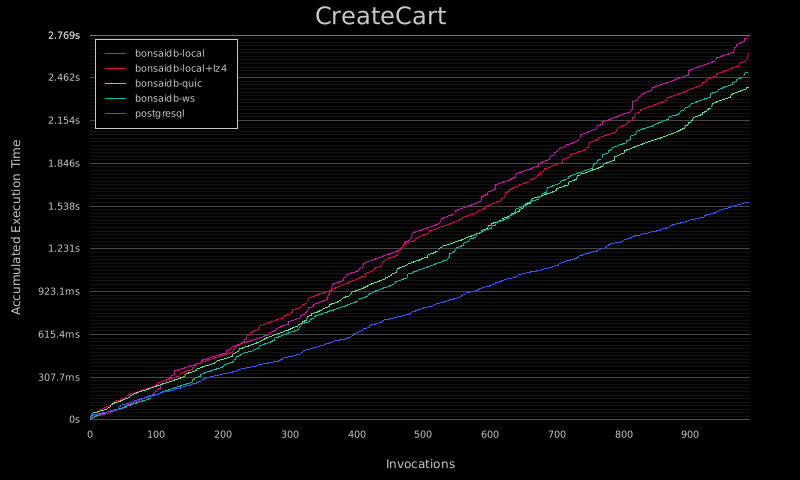 CreateCart
2.769s
bonsaidb-local
bonsaidb-local+lz4
bonsaidb-quic
bonsaidb-ws
postgresql
2.462s
2.154s
1.846s
1.538s
1.231s
923.1ms
615.4ms
307.7ms
0s
Accumulated Execution Time
0 100 200 300 400 500 600 700 800 900
Invocations